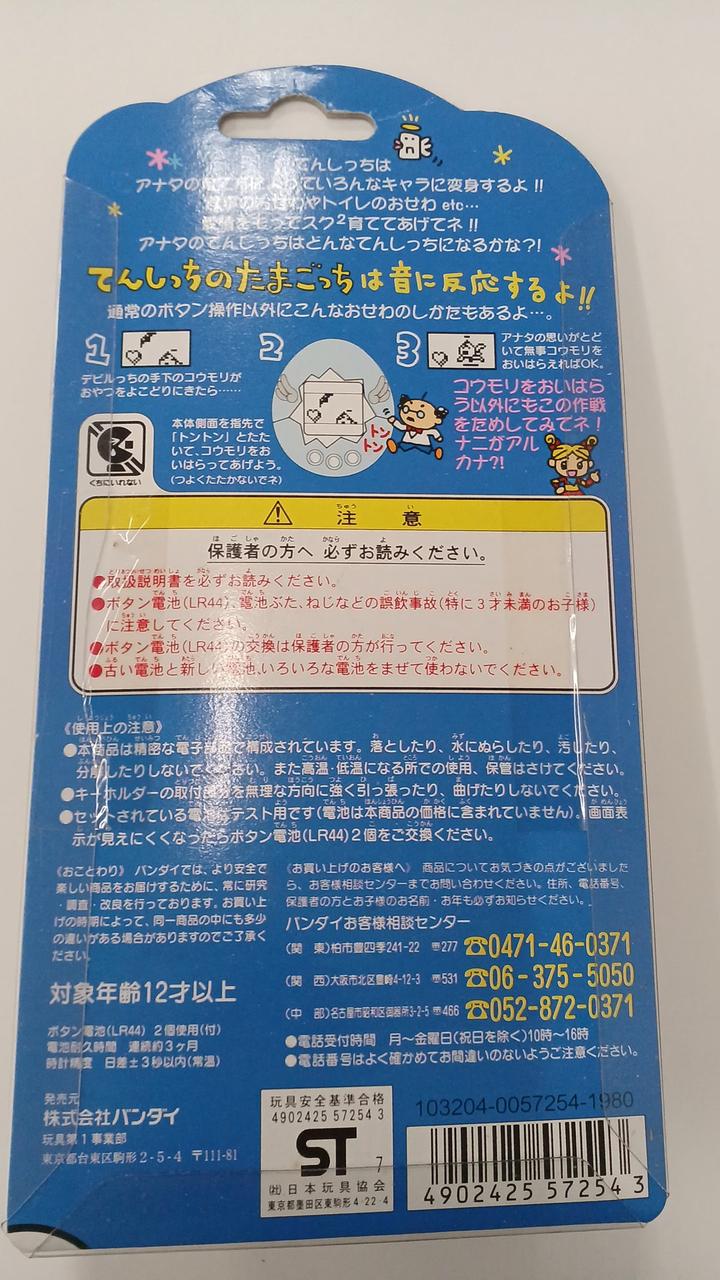 てんしっちは
アナタの っていろんなキャラに変身するよ!!
やトイレのおせわ etc…
をもってスク²育ててあげてネ!!
アナタのてんしっちはどんなてんしっちになるかな?!
てんしっちのたまごっちは音に反応するよ!!
通常のボタン操作以外にこんなおせわのしかたもあるよ…。
1
デビルっちの手下のコウモリが
おやつをよこどりにきたら……
2
本体側面を指先で
「トントン」とたた
いて、コウモリをお
いはらってあげよう。
(つよくたたかないでネ)
トン
トン
3
アナタの思いがとど
いて無事コウモリを
おいはらえればOK。
コウモリをおいはら
う以外にもこの作戦
をためしてみてネ!
ナニがアル
カナ?!
くちにいれない
注意
保護者の方へ 必ずお読みください。
●取扱説明書を必ずお読みください。
●ボタン電池(LR44)、電池ぶた、ねじなどの誤飲事故(特に3才未満のお子様)
に注意してください。
●ボタン電池(LR44)の交換は保護者の方が行ってください。
●古い電池と新しい電池、いろいろな電池をまぜて使わないでください。
《使用上の注意》
●本商品は精密な電子部品で構成されています。落としたり、水にぬらしたり、汚したり、
分解したりしないでください。また高温・低温になる所での使用、保管はさけてください。
●キーホルダーの取付部分を無理な方向に強く引っ張ったり、曲げたりしないでください。
●セットされている電池はテスト用です(電池は本商品の価格に含まれていません)。画面表
示が見えにくくなったらボタン電池(LR44)2個をご交換ください。
《おことわり》 バンダイでは、より安全で
楽しい商品をお届けするために、常に研究
・調査・改良を行っております。お買い上
げの時期によって、同一商品の中にも多少
の違いがある場合がありますのでご了承く
ださい。
《お買い上げのお客様へ》 商品についてお気づきの点がございました
ら、お客様相談センターまでお問い合わせください。住所、電話番号、
保護者の方とお子様のお名前・お年も必ずお知らせください。
バンダイお客様相談センター
(関 東)柏市豊四季241-22 〒277 ☎0471-46-0371
(関 西)大阪市北区豊崎4-12-3 〒531 ☎06-375-5050
(中 部)名古屋市昭和区御器所3-2-5 〒466 ☎052-872-0371
●電話受付時間 月〜金曜日(祝日を除く)10時〜16時
●電話番号はよく確かめてお間違いのないようご注意ください。
対象年齢12才以上
ボタン電池(LR44)2個使用(付)
電池耐久時間 連続約3ヶ月
時計精度 日差±3秒以内(常温)
発売元
株式会社バンダイ
玩具第1事業部
東京都台東区駒形2-5-4 〒111-81
玩具安全基準合格
4902425 57254 3
ST 7
(社)日本玩具協会
東京都墨田区東駒形4-22-4
103204-0057254-1980
4902425 572543